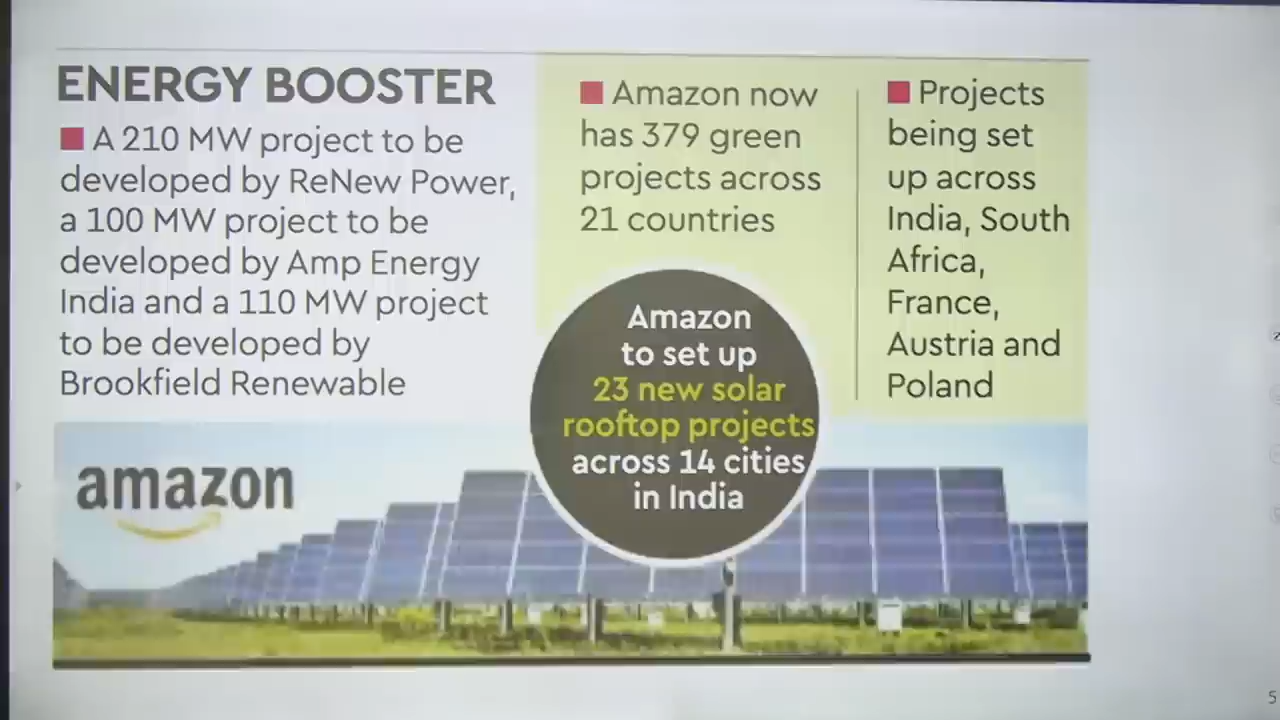 ENERGY BOOSTER
A 210 MW project to be
developed by ReNew Power,
a 100 MW project to be
developed by Amp Energy
India and a 110 MW project
to be developed by
Brookfield Renewable
Amazon now
has 379 green
projects across
21 countries
Projects
being set
up across
India, South
Africa,
France,
Austria and
Poland
Amazon
to set up
23 new solar
rooftop projects
across 14 cities
in India
amazon
5